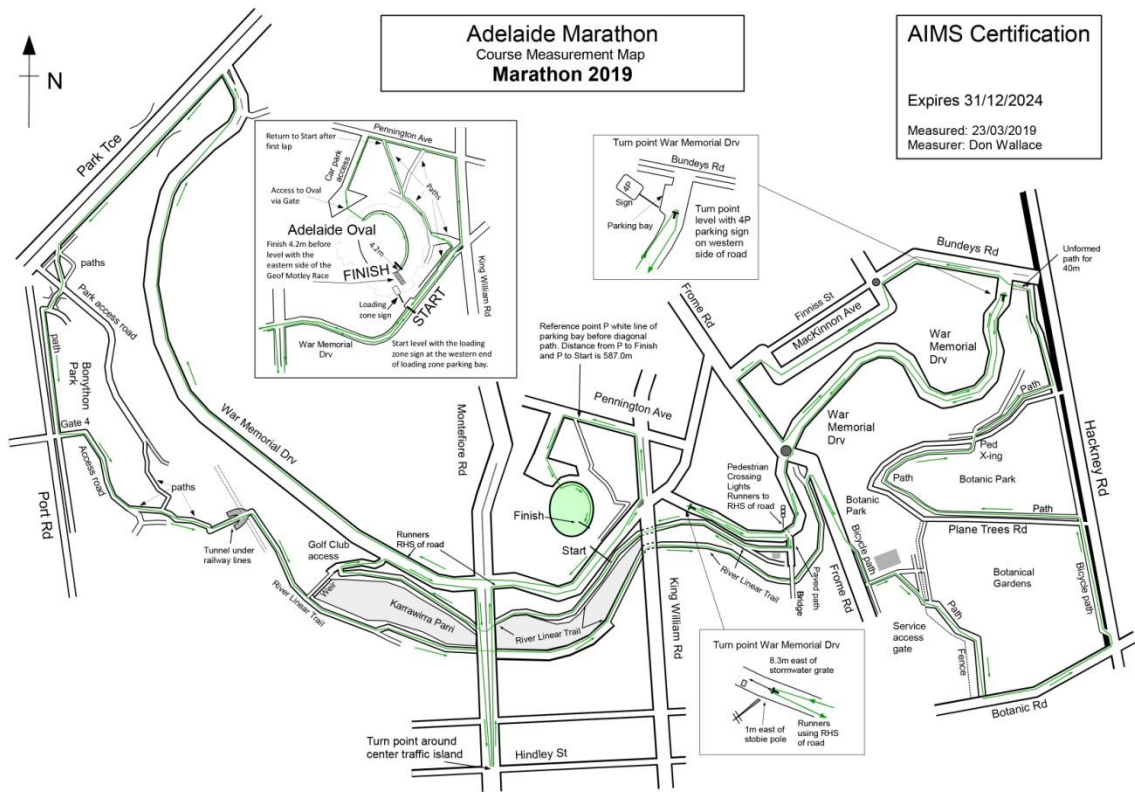 Adelaide Marathon
Course Measurement Map
Marathon 2019
AIMS Certification
Expires 31/12/2024
Measured: 23/03/2019
Measurer: Don Wallace
N
Park Tce
Return to Start after
first lap
Pennington Ave
Car park
access
Paths
Access to Oval
via Gate
Adelaide Oval
Finish 4.2m before
level with the
eastern side of the
Geof Motley Race
4.2m
FINISH
Loading
zone sign
START
King William Rd
War Memorial
Drv
Start level with the loading
zone sign at the western end
of loading zone parking bay.
Turn point War Memorial Drv
Bundeys Rd
4P
Sign
Parking bay
Turn point
level with 4P
parking sign
on western
side of road
Bundeys Rd
Unformed
path for
40m
Frome Rd
Finniss St
MacKinnon Ave
War
Memorial
Drv
paths
Park access road
path
Bonython
Park
Gate 4
Access road
paths
Port Rd
Tunnel under
railway lines
War Memorial Drv
Montefiore Rd
Reference point P white line of
parking bay before diagonal
path. Distance from P to Finish
and P to Start is 587.0m
Pennington Ave
War
Memorial
Drv
Path
Ped
X-ing
Hackney Rd
Pedestrian
Crossing
Lights
Runners to
RHS of road
Botanic
Park
Path
Botanic Park
Path
Plane Trees Rd
Finish
Start
Runners
RHS of road
Golf Club
access
Weir
Karrawirra Parri
River Linear Trail
River Linear Trail
River Linear Trail
King William Rd
Bridge
Paved path
Frome Rd
Bicycle path
Botanical
Gardens
Bicycle path
Path
Service
access
gate
Fence
Botanic Rd
Turn point War Memorial Drv
8.3m east of
stormwater grate
1m east of
stobie pole
Runners
using RHS
of road
Turn point around
center traffic island
Hindley St